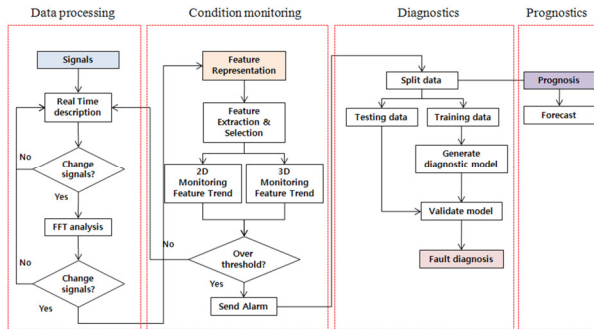 Data processing
Condition monitoring
Diagnostics
Prognostics
Signals
Real Time
description
No
Change
signals?
Yes
FFT analysis
No
Change
signals?
Yes
Feature
Representation
Feature
Extraction &
Selection
2D
Monitoring
Feature Trend
3D
Monitoring
Feature Trend
No
Over
threshold?
Yes
Send Alarm
Split data
Testing data
Training data
Generate
diagnostic model
Validate model
Fault diagnosis
Prognosis
Forecast